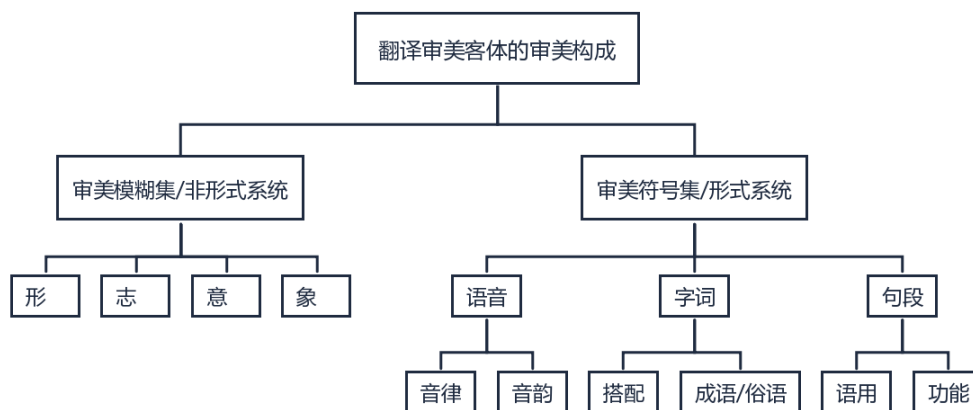 翻译审美客体的审美构成
审美模糊集/非形式系统
审美符号集/形式系统
形
志
意
象
语音
字词
句段
音律
音韵
搭配
成语/俗语
语用
功能